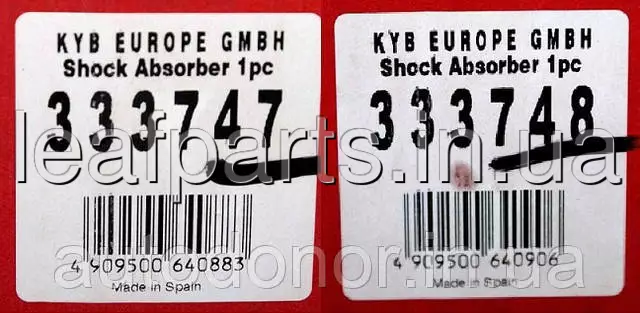 KYB EUROPE GMBH
Shock Absorber 1pc
333747
4 909500 640883
Made in Spain
KYB EUROPE GMBH
Shock Absorber 1pc
333748
4 909500 640906
Made in Spain
leafparts.in.ua
autodonor.in.ua